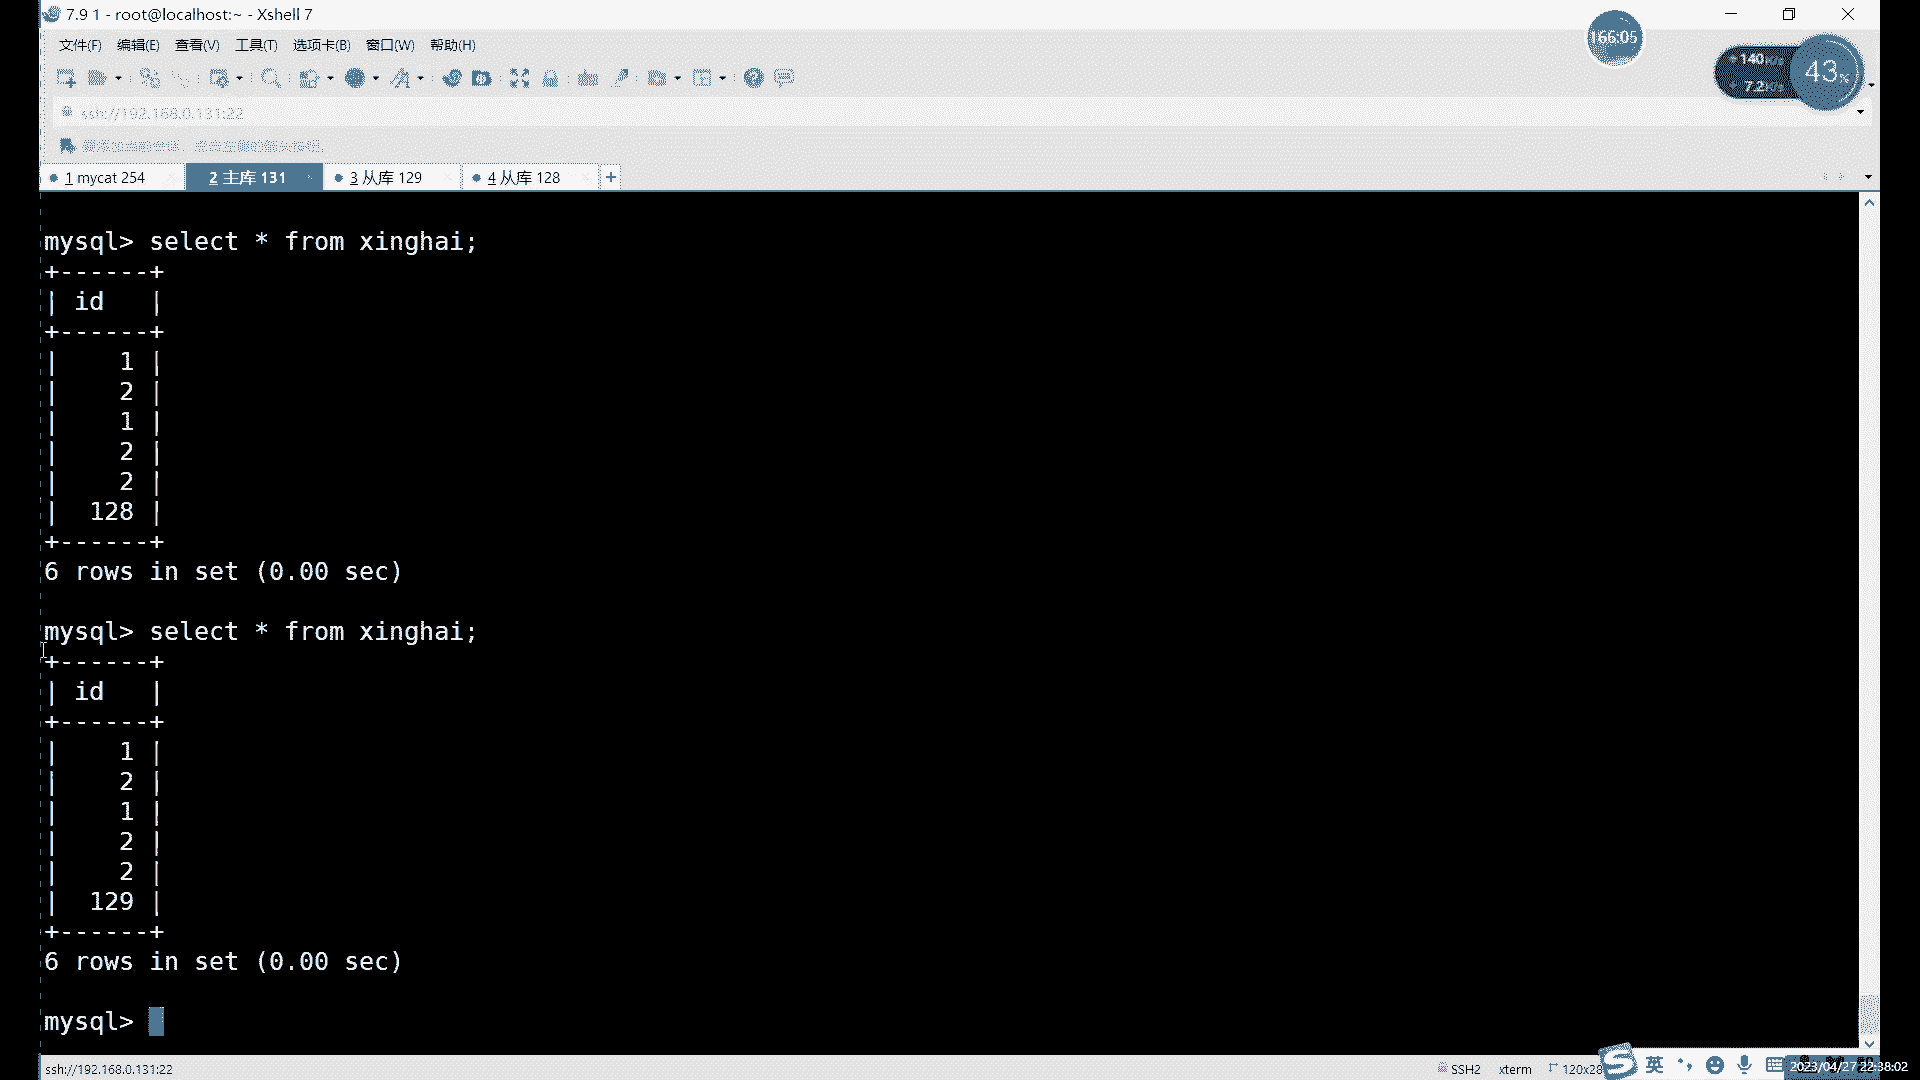 7.9 1 - root@localhost:~ - Xshell 7
166:05
文件(F) 编辑(E) 查看(V) 工具(T) 选项卡(B) 窗口(W) 帮助(H)
140K/s
43%
7.2K/s
ssh://192.168.0.131:22
1 mycat 254
2 主库 131
3 从库 129
4 从库 128
+
mysql> select * from xinghai;
+------+
| id   |
+------+
|    1 |
|    2 |
|    1 |
|    2 |
|    2 |
|  128 |
+------+
6 rows in set (0.00 sec)
mysql> select * from xinghai;
+------+
| id   |
+------+
|    1 |
|    2 |
|    1 |
|    2 |
|    2 |
|  129 |
+------+
6 rows in set (0.00 sec)
mysql>
ssh://192.168.0.131:22
SSH2
xterm
120x28
英
2023/04/27 22:38:02